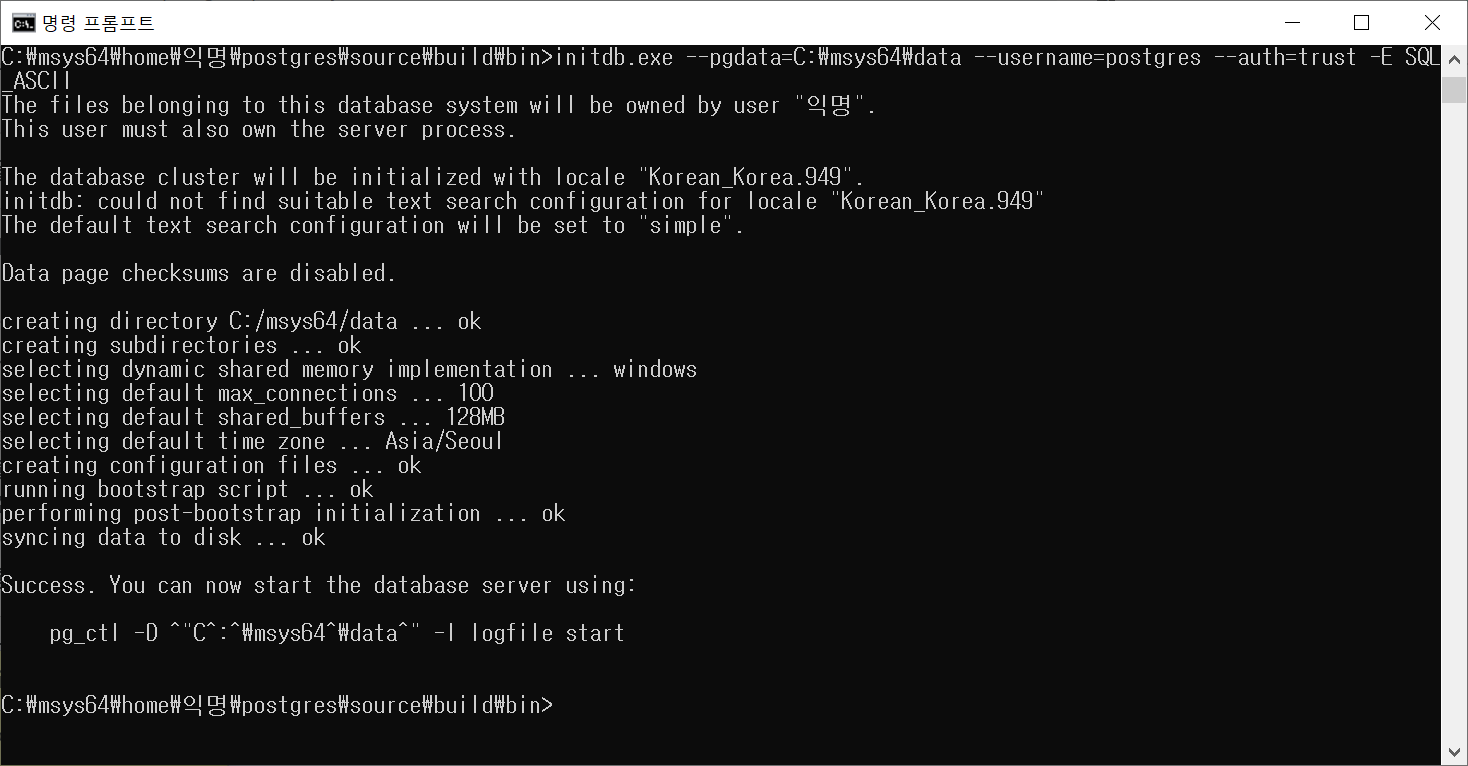 명령 프롬프트
C:₩msys64₩home₩익명₩postgres₩source₩build₩bin>initdb.exe --pgdata=C:₩msys64₩data --username=postgres --auth=trust -E SQL
_ASCII
The files belonging to this database system will be owned by user "익명".
This user must also own the server process.
The database cluster will be initialized with locale "Korean_Korea.949".
initdb: could not find suitable text search configuration for locale "Korean_Korea.949"
The default text search configuration will be set to "simple".
Data page checksums are disabled.
creating directory C:/msys64/data ... ok
creating subdirectories ... ok
selecting dynamic shared memory implementation ... windows
selecting default max_connections ... 100
selecting default shared_buffers ... 128MB
selecting default time zone ... Asia/Seoul
creating configuration files ... ok
running bootstrap script ... ok
performing post-bootstrap initialization ... ok
syncing data to disk ... ok
Success. You can now start the database server using:
pg_ctl -D ^"C^:^₩msys64^₩data^" -l logfile start
C:₩msys64₩home₩익명₩postgres₩source₩build₩bin>